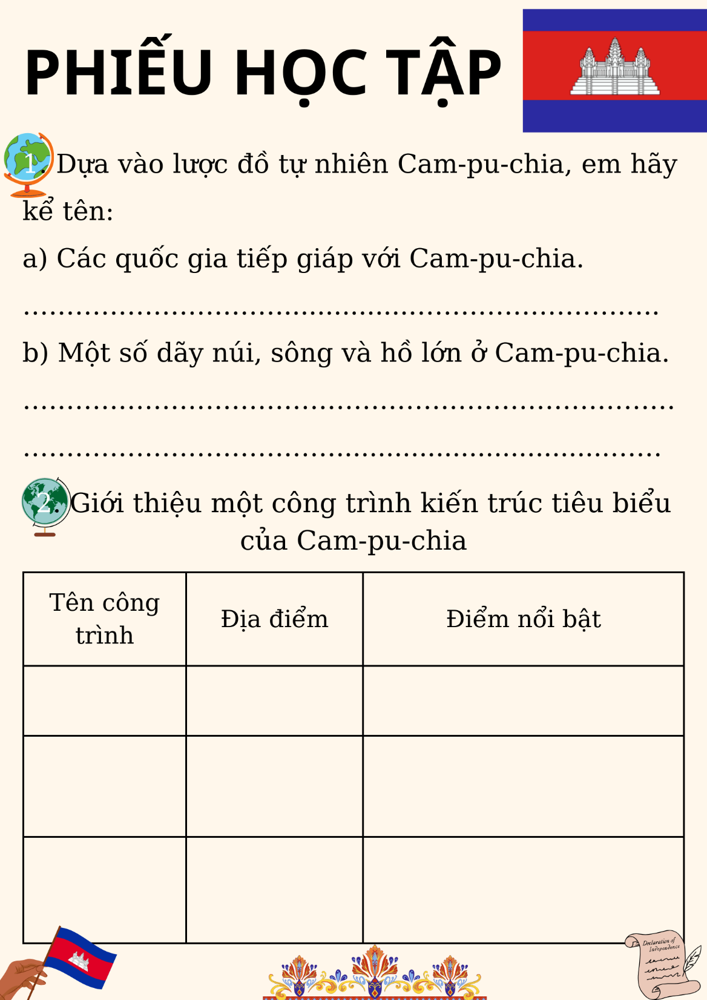 PHIẾU HỌC TẬP
1. Dựa vào lược đồ tự nhiên Cam-pu-chia, em hãy
kể tên:
a) Các quốc gia tiếp giáp với Cam-pu-chia.
.........................................................................
b) Một số dãy núi, sông và hồ lớn ở Cam-pu-chia.
...........................................................................
.........................................................................
2. Giới thiệu một công trình kiến trúc tiêu biểu
của Cam-pu-chia
Tên công
trình
Địa điểm
Điểm nổi bật
Declaration of
Independence